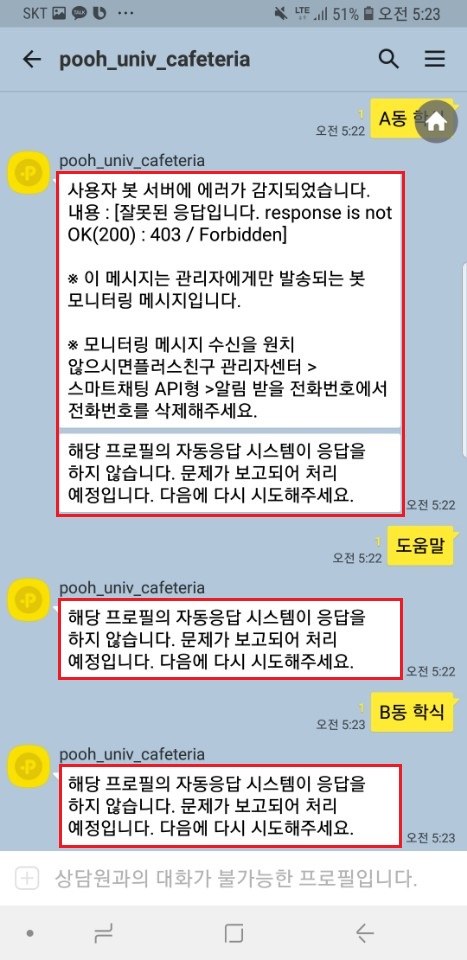 SKT ··· LTE 51% 오전 5:23
pooh_univ_cafeteria
1
오전 5:22 A동 학식
pooh_univ_cafeteria
사용자 봇 서버에 에러가 감지되었습니다.
내용 : [잘못된 응답입니다. response is not
OK(200) : 403 / Forbidden]
※ 이 메시지는 관리자에게만 발송되는 봇
모니터링 메시지입니다.
※ 모니터링 메시지 수신을 원치
않으시면플러스친구 관리자센터 >
스마트채팅 API형 >알림 받을 전화번호에서
전화번호를 삭제해주세요.
해당 프로필의 자동응답 시스템이 응답을
하지 않습니다. 문제가 보고되어 처리
예정입니다. 다음에 다시 시도해주세요.
오전 5:22
1
오전 5:22 도움말
pooh_univ_cafeteria
해당 프로필의 자동응답 시스템이 응답을
하지 않습니다. 문제가 보고되어 처리
예정입니다. 다음에 다시 시도해주세요.
오전 5:22
1
오전 5:23 B동 학식
pooh_univ_cafeteria
해당 프로필의 자동응답 시스템이 응답을
하지 않습니다. 문제가 보고되어 처리
예정입니다. 다음에 다시 시도해주세요.
오전 5:23
상담원과의 대화가 불가능한 프로필입니다.